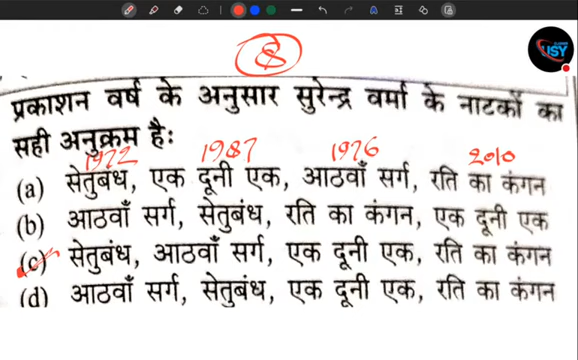 8
प्रकाशन वर्ष के अनुसार सुरेन्द्र वर्मा के नाटकों का
सही अनुक्रम है:
1972 1987 1976 2010
(a) सेतुबंध, एक दूनी एक, आठवाँ सर्ग, रति का कंगन
(b) आठवाँ सर्ग, सेतुबंध, रति का कंगन, एक दूनी एक
(c) सेतुबंध, आठवाँ सर्ग, एक दूनी एक, रति का कंगन
(d) आठवाँ सर्ग, सेतुबंध, एक दूनी एक, रति का कंगन